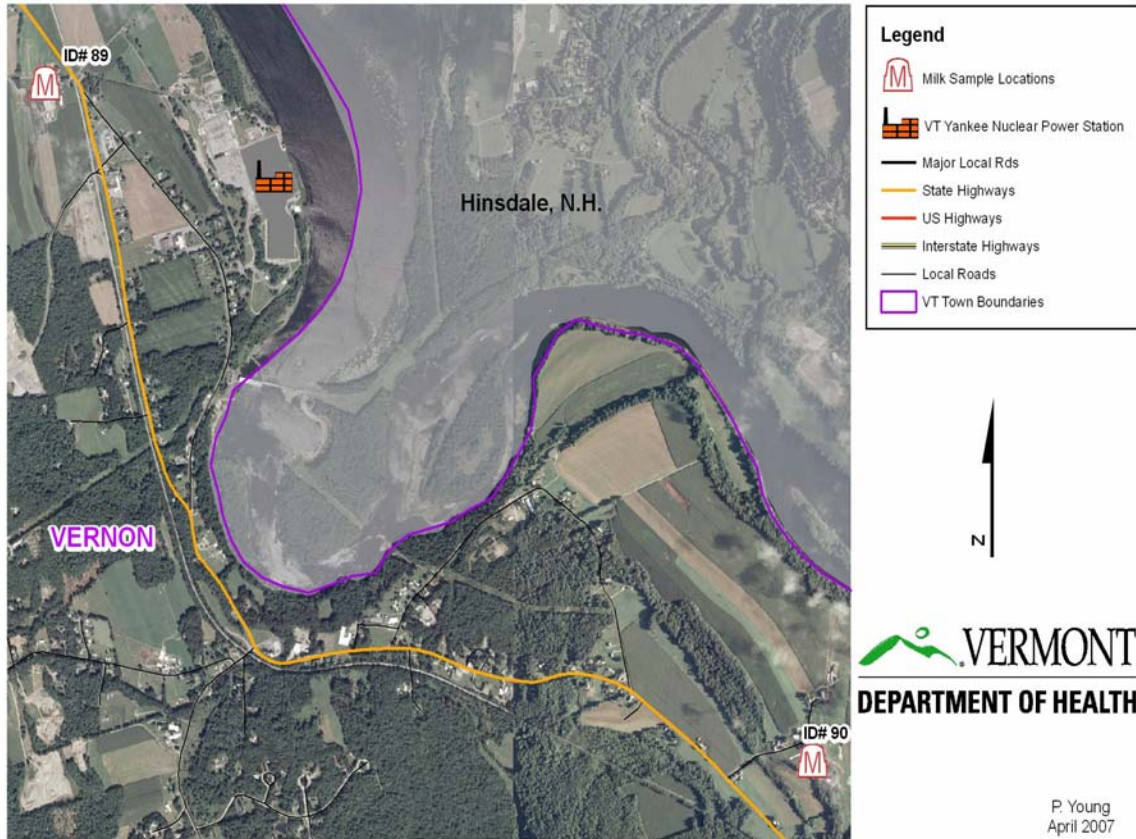 ID# 89
Hinsdale, N.H.
VERNON
ID# 90
Legend
M Milk Sample Locations
VT Yankee Nuclear Power Station
Major Local Rds
State Highways
US Highways
Interstate Highways
Local Roads
VT Town Boundaries
N
VERMONT
DEPARTMENT OF HEALTH
P. Young
April 2007
M
M